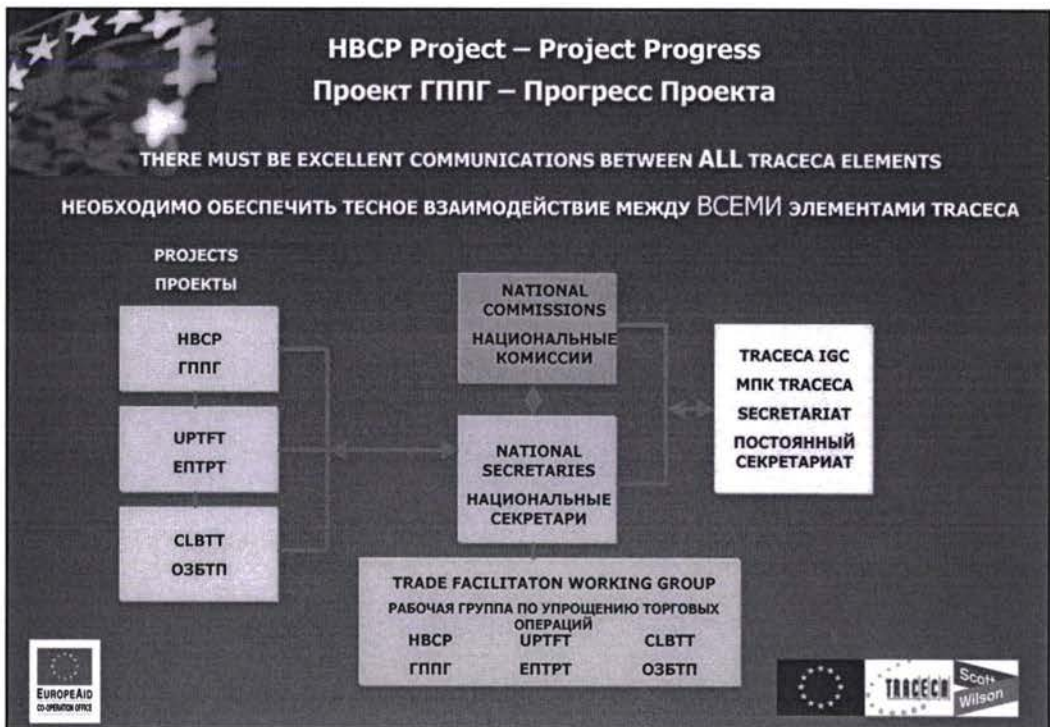 HBCP Project – Project Progress
Проект ГППГ – Прогресс Проекта
THERE MUST BE EXCELLENT COMMUNICATIONS BETWEEN ALL TRACECA ELEMENTS
НЕОБХОДИМО ОБЕСПЕЧИТЬ ТЕСНОЕ ВЗАИМОДЕЙСТВИЕ МЕЖДУ ВСЕМИ ЭЛЕМЕНТАМИ TRACECA
PROJECTS
ПРОЕКТЫ
HBCP
ГППГ
UPTFT
ЕПТРТ
CLBTT
ОЗБТП
NATIONAL
COMMISSIONS
НАЦИОНАЛЬНЫЕ
КОМИССИИ
NATIONAL
SECRETARIES
НАЦИОНАЛЬНЫЕ
СЕКРЕТАРИ
TRACECA IGC
МПК TRACECA
SECRETARIAT
ПОСТОЯННЫЙ
СЕКРЕТАРИАТ
TRADE FACILITATON WORKING GROUP
РАБОЧАЯ ГРУППА ПО УПРОЩЕНИЮ ТОРГОВЫХ
ОПЕРАЦИЙ
HBCP UPTFT CLBTT
ГППГ ЕПТРТ ОЗБТП
EUROPEAID
CO-OPERATION OFFICE
TRACECA
Scott
Wilson